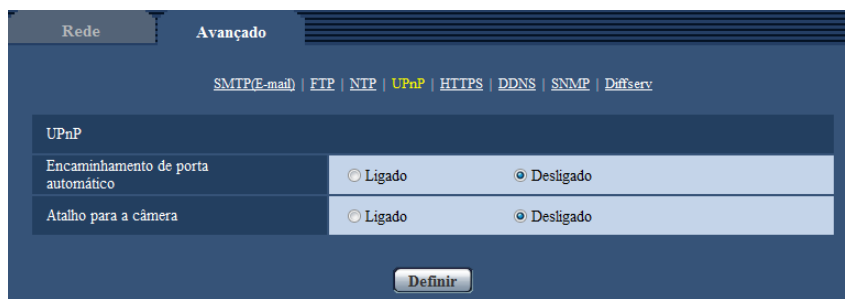 Rede
Avançado
SMTP(E-mail) | FTP | NTP | UPnP | HTTPS | DDNS | SNMP | Diffserv
UPnP
Encaminhamento de porta
automático
Ligado
Desligado
Atalho para a câmera
Ligado
Desligado
Definir